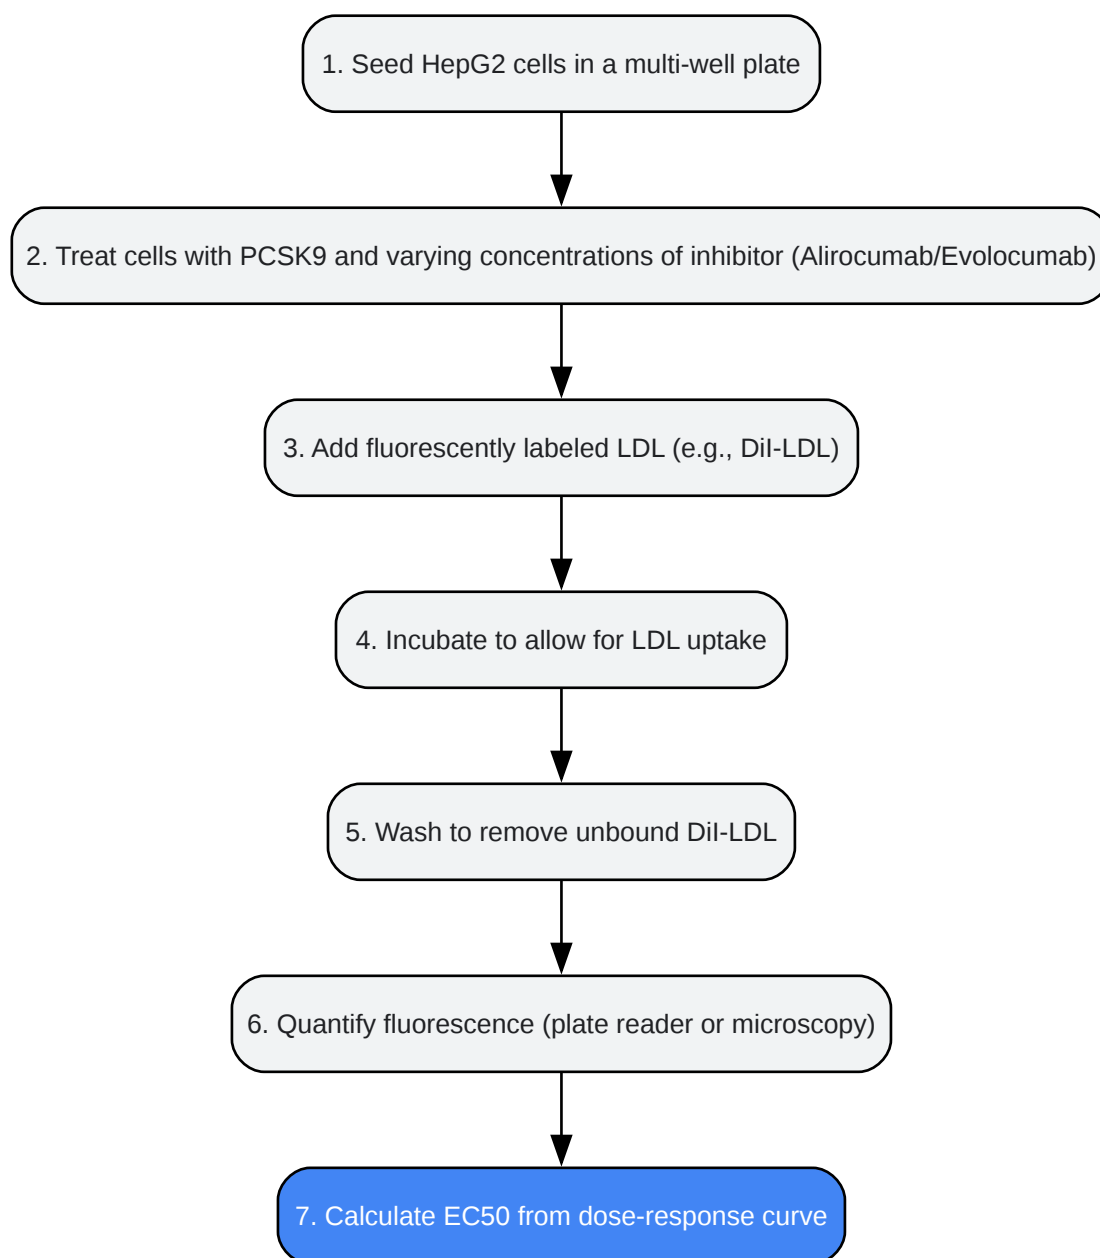 1. Seed HepG2 cells in a multi-well plate
2. Treat cells with PCSK9 and varying concentrations of inhibitor (Alirocumab/Evolocumab)
3. Add fluorescently labeled LDL (e.g., DiI-LDL)
4. Incubate to allow for LDL uptake
5. Wash to remove unbound DiI-LDL
6. Quantify fluorescence (plate reader or microscopy)
7. Calculate EC50 from dose-response curve